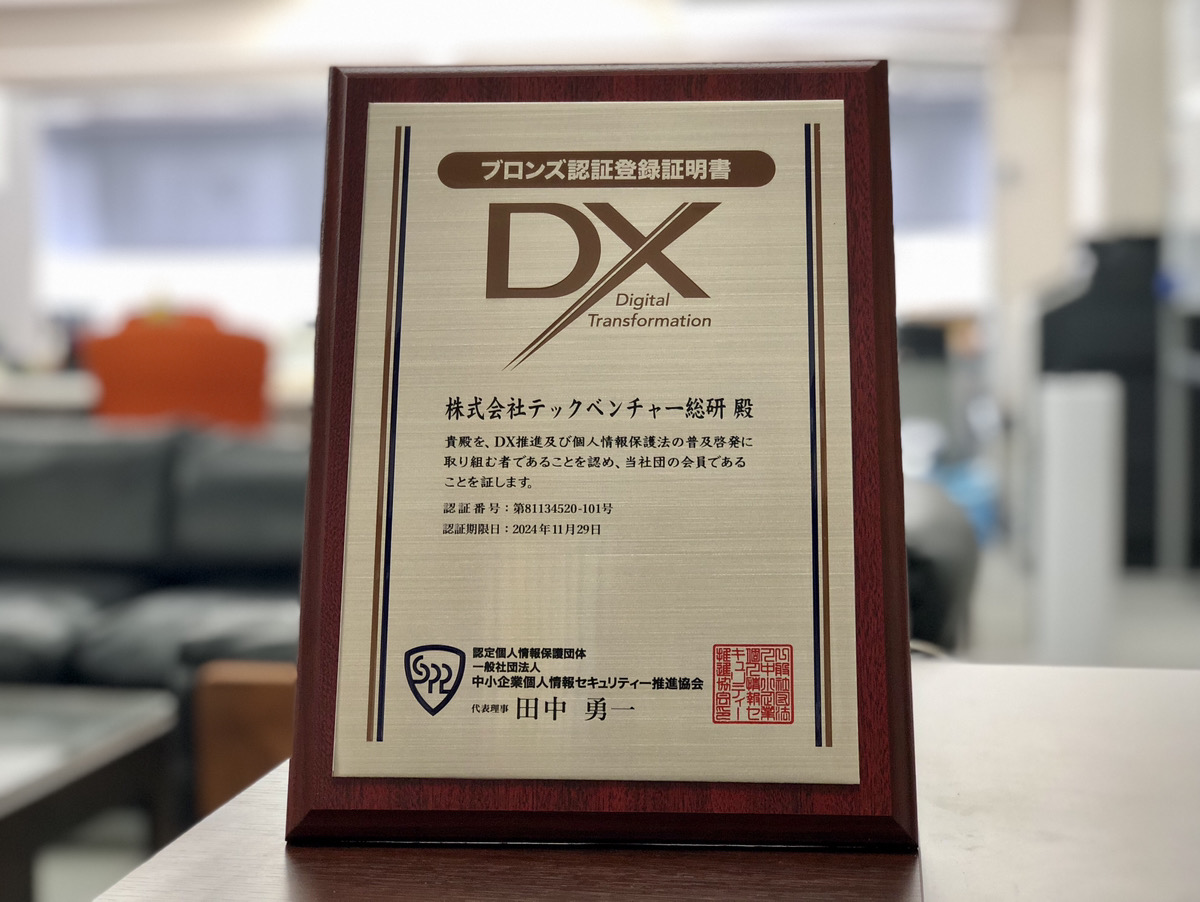 ブロンズ認証登録証明書
DX
Digital
Transformation
株式会社テックベンチャー総研 殿
貴殿を、DX推進及び個人情報保護法の普及啓発に
取り組む者であることを認め、当社団の会員である
ことを証します。
認証番号：第81134520-101号
認証期限日：2024年11月29日
SPPL
認定個人情報保護団体
一般社団法人
中小企業個人情報セキュリティー推進協会
代表理事 田中 勇一